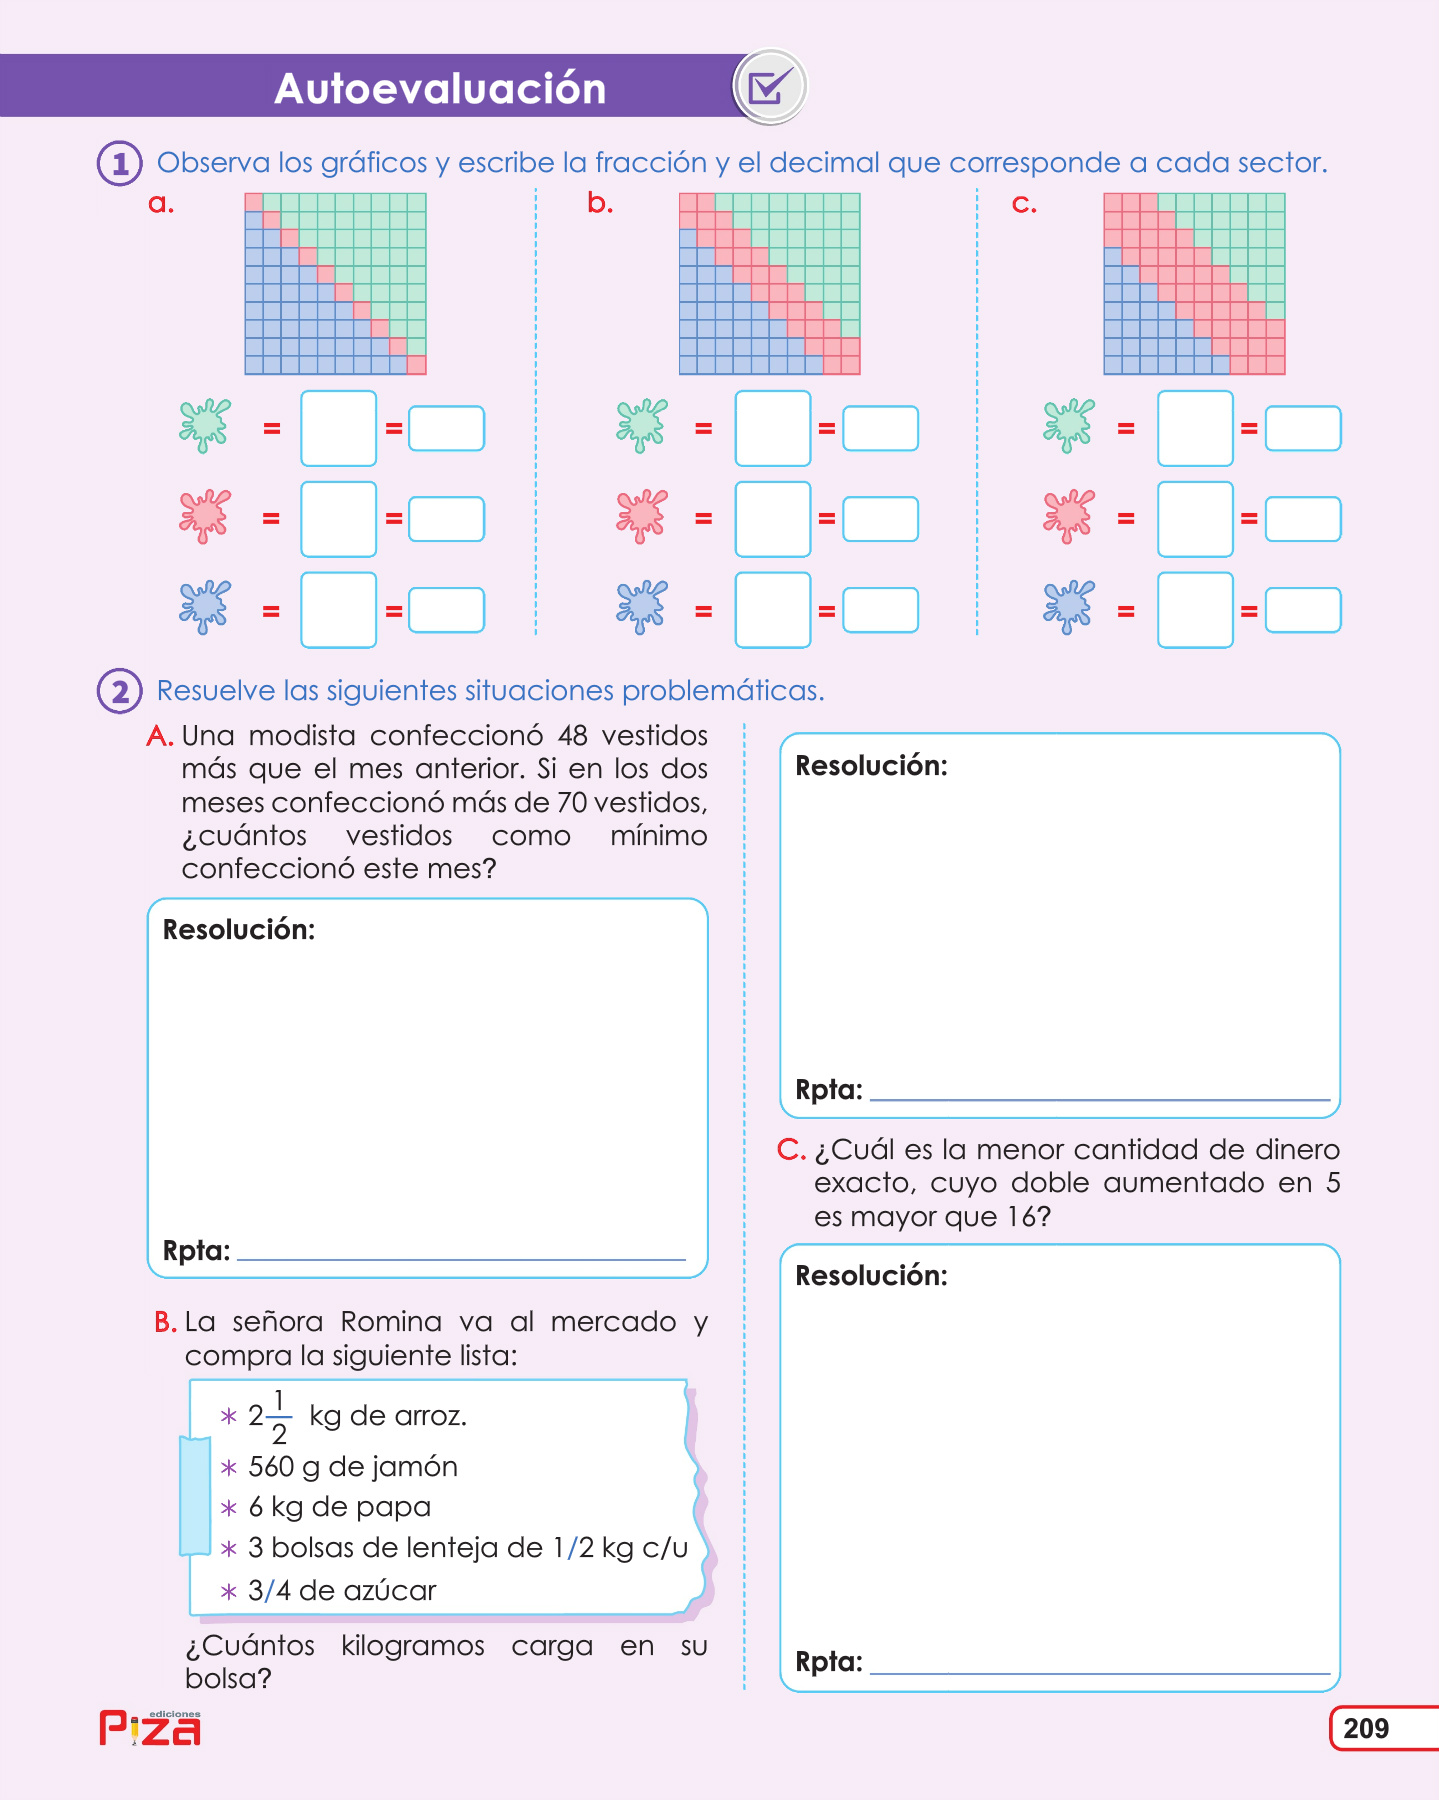 Autoevaluación
1 Observa los gráficos y escribe la fracción y el decimal que corresponde a cada sector.
a.
b.
c.
= =
= =
= =
= =
= =
= =
= =
= =
= =
2 Resuelve las siguientes situaciones problemáticas.
A. Una modista confeccionó 48 vestidos
más que el mes anterior. Si en los dos
meses confeccionó más de 70 vestidos,
¿cuántos vestidos como mínimo
confeccionó este mes?
Resolución:
Rpta:
B. La señora Romina va al mercado y
compra la siguiente lista:
* 2 1/2 kg de arroz.
* 560 g de jamón
* 6 kg de papa
* 3 bolsas de lenteja de 1/2 kg c/u
* 3/4 de azúcar
¿Cuántos kilogramos carga en su
bolsa?
Resolución:
Rpta:
C. ¿Cuál es la menor cantidad de dinero
exacto, cuyo doble aumentado en 5
es mayor que 16?
Resolución:
Rpta:
ediciones
Piza
209